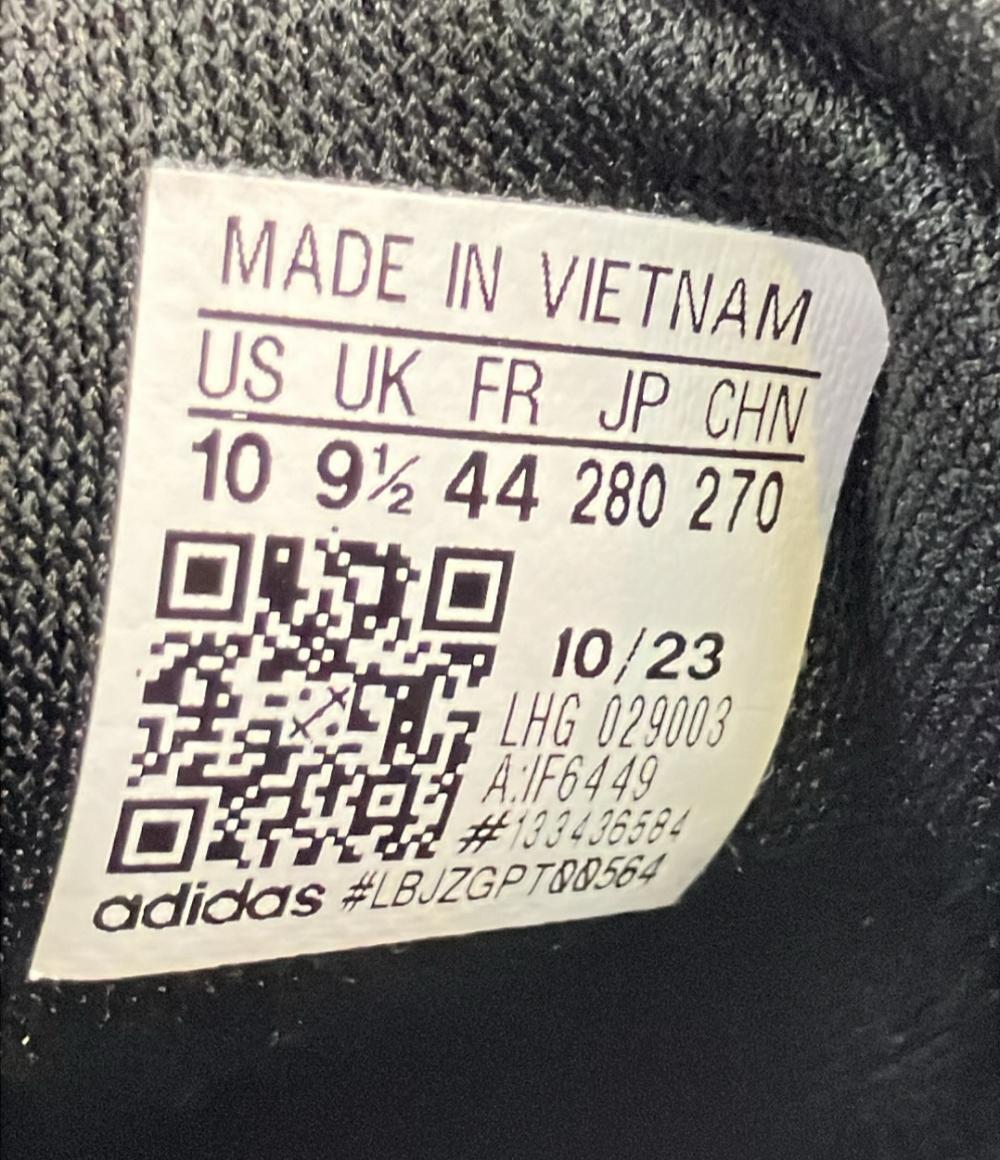 MADE IN VIETNAM
US UK FR JP CHN
10 9½ 44 280 270
10/23
LHG 029003
A:IF6449
#133436584
adidas #LBJZGPT00564